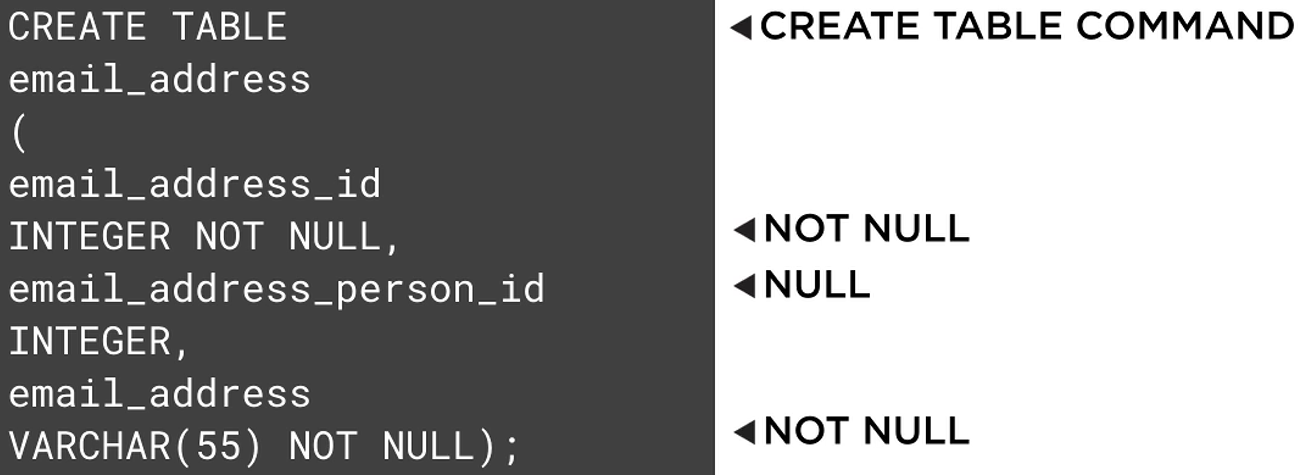 CREATE TABLE
email_address
(
email_address_id
INTEGER NOT NULL,
email_address_person_id
INTEGER,
email_address
VARCHAR(55) NOT NULL);
◀CREATE TABLE COMMAND
◀NOT NULL
◀NULL
◀NOT NULL